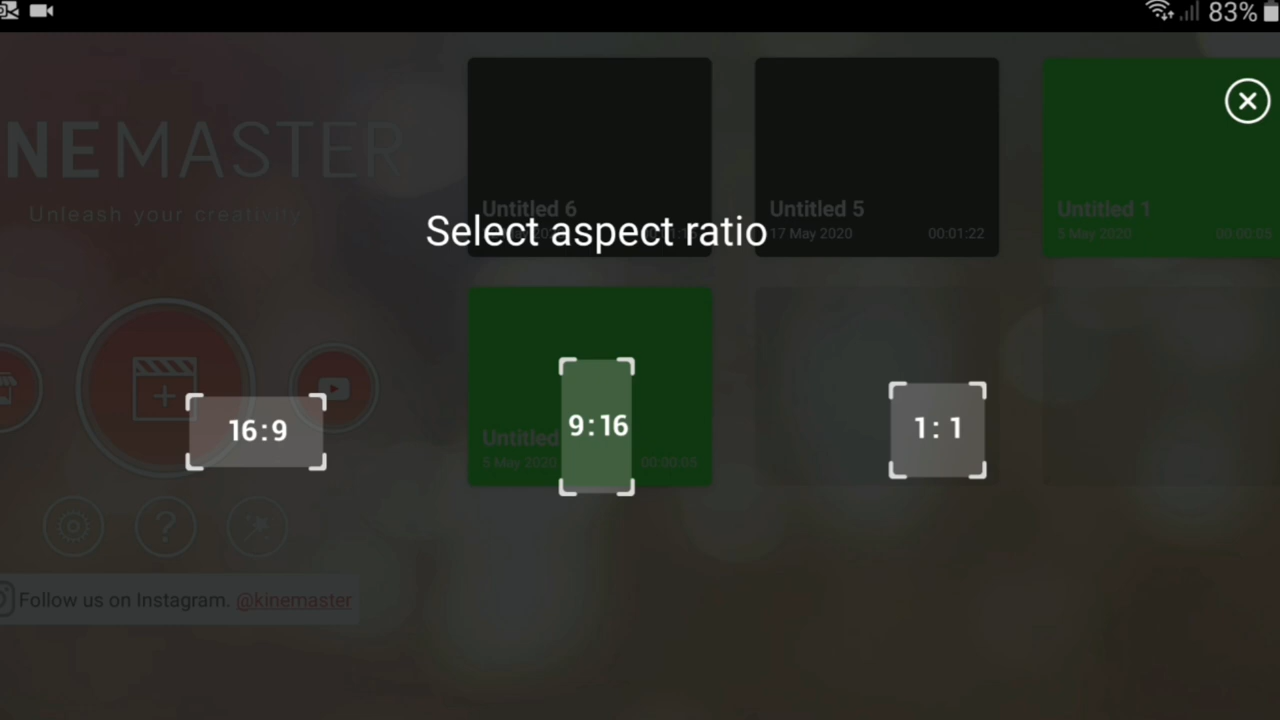 83%
NEMASTER
Unleash your creativity
Untitled 6
Untitled 5
17 May 2020
00:01:22
Untitled 1
5 May 2020
00:00:05
Select aspect ratio
16:9
9:16
1:1
Untitled
5 May 2020
00:00:05
?
Follow us on Instagram. @kinemaster